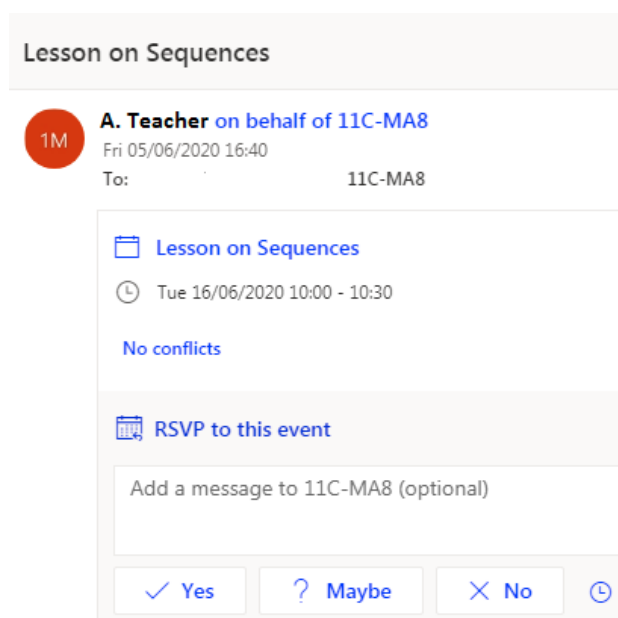 Lesson on Sequences
1M
A. Teacher on behalf of 11C-MA8
Fri 05/06/2020 16:40
To: 11C-MA8
Lesson on Sequences
Tue 16/06/2020 10:00 - 10:30
No conflicts
RSVP to this event
Add a message to 11C-MA8 (optional)
Yes ? Maybe No